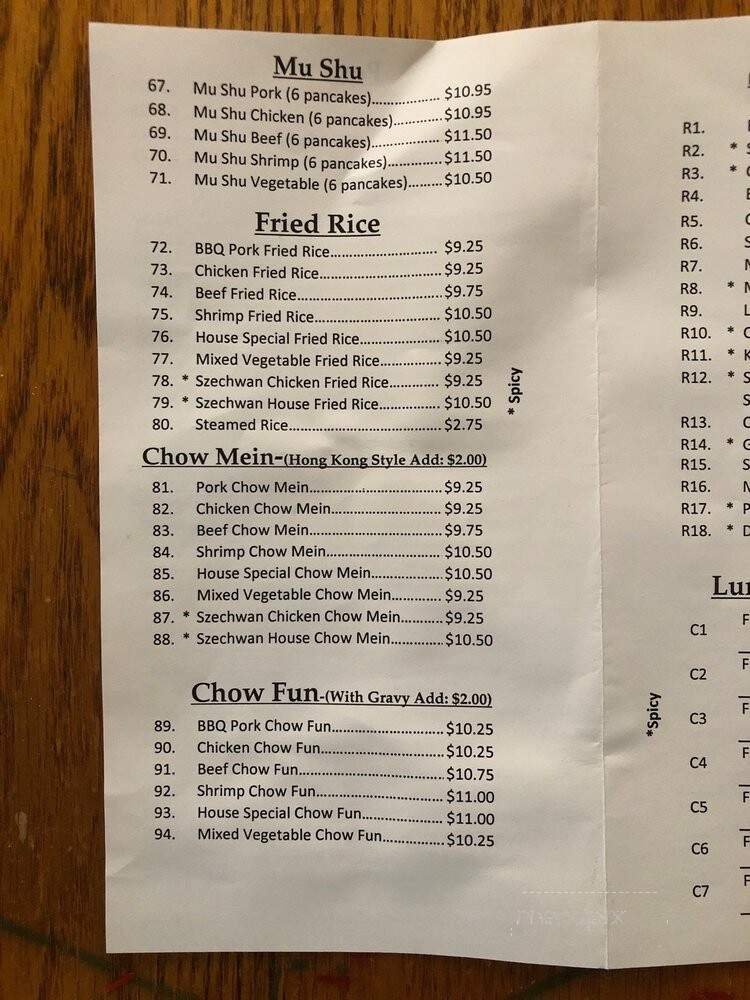 Mu Shu
67. Mu Shu Pork (6 pancakes)................ $10.95
68. Mu Shu Chicken (6 pancakes)........... $10.95
69. Mu Shu Beef (6 pancakes)................ $11.50
70. Mu Shu Shrimp (6 pancakes)............. $11.50
71. Mu Shu Vegetable (6 pancakes)......... $10.50
Fried Rice
72. BBQ Pork Fried Rice......................... $9.25
73. Chicken Fried Rice............................. $9.25
74. Beef Fried Rice.................................. $9.75
75. Shrimp Fried Rice.............................. $10.50
76. House Special Fried Rice................... $10.50
77. Mixed Vegetable Fried Rice.............. $9.25
78. * Szechwan Chicken Fried Rice............ $9.25
79. * Szechwan House Fried Rice............... $10.50
80. Steamed Rice.................................... $2.75
* Spicy
Chow Mein-(Hong Kong Style Add: $2.00)
81. Pork Chow Mein............................... $9.25
82. Chicken Chow Mein.......................... $9.25
83. Beef Chow Mein............................... $9.75
84. Shrimp Chow Mein........................... $10.50
85. House Special Chow Mein................ $10.50
86. Mixed Vegetable Chow Mein............ $9.25
87. * Szechwan Chicken Chow Mein.......... $9.25
88. * Szechwan House Chow Mein............ $10.50
Chow Fun-(With Gravy Add: $2.00)
89. BBQ Pork Chow Fun......................... $10.25
90. Chicken Chow Fun............................ $10.25
91. Beef Chow Fun................................. $10.75
92. Shrimp Chow Fun............................. $11.00
93. House Special Chow Fun.................. $11.00
94. Mixed Vegetable Chow Fun.............. $10.25
R1.
R2. * S
R3. *
R4.
R5.
R6. S
R7.
R8. *
R9. L
R10. *
R11. * K
R12. * S
S
R13.
R14. * G
R15. S
R16.
R17. * P
R18. * D
Lu
C1 F
C2 F
C3 F
C4 F
C5 F
C6 F
C7 F
*Spicy